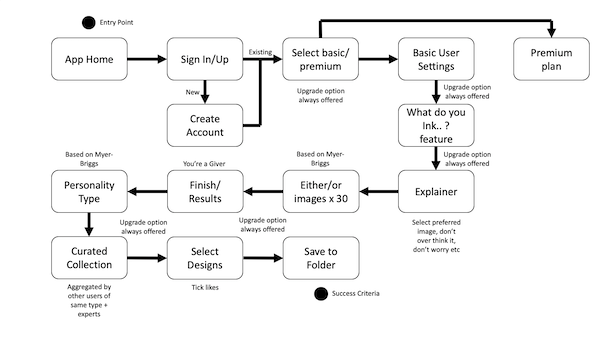 Entry Point
App Home
Sign In/Up
Existing
New
Create
Account
Select basic/
premium
Upgrade option
always offered
Basic User
Settings
Premium
plan
Upgrade option
always offered
What do you
Ink.. ?
feature
Upgrade option
always offered
Explainer
Select preferred
image, don't
over think it,
don't worry etc
Based on Myer-
Briggs
Either/or
images x 30
Upgrade option
always offered
You're a Giver
Finish/
Results
Based on Myer-
Briggs
Personality
Type
Upgrade option
always offered
Curated
Collection
Aggregated by
other users of
same type +
experts
Select
Designs
Tick likes
Save to
Folder
Success Criteria